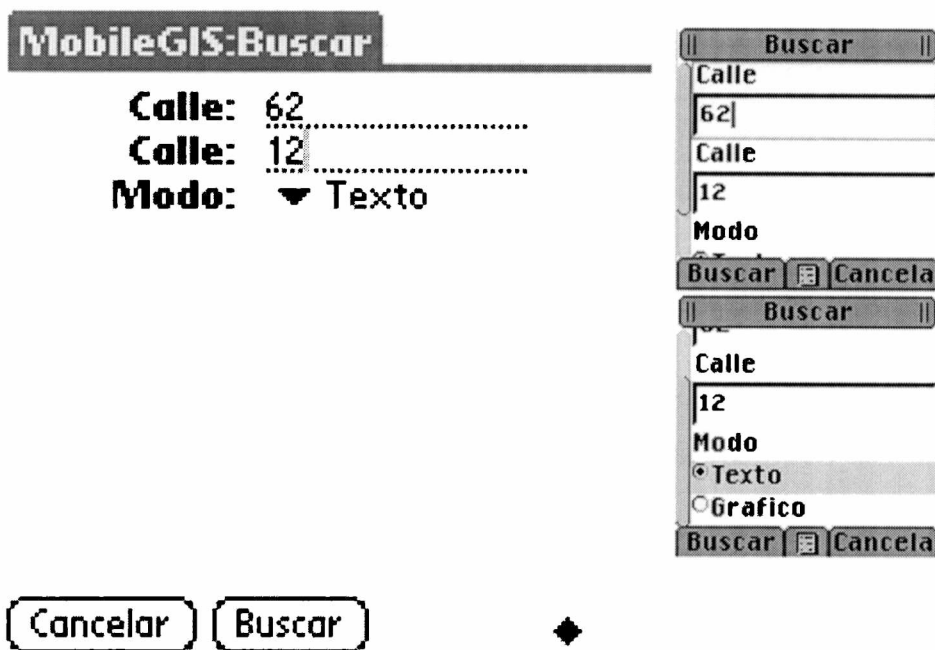 MobileGIS:Buscar
Calle: 62
Calle: 12
Modo: Texto
Cancelar Buscar
Buscar
Calle
62
Calle
12
Modo
Buscar Cancela
Buscar
Calle
12
Modo
Texto
Grafico
Buscar Cancela